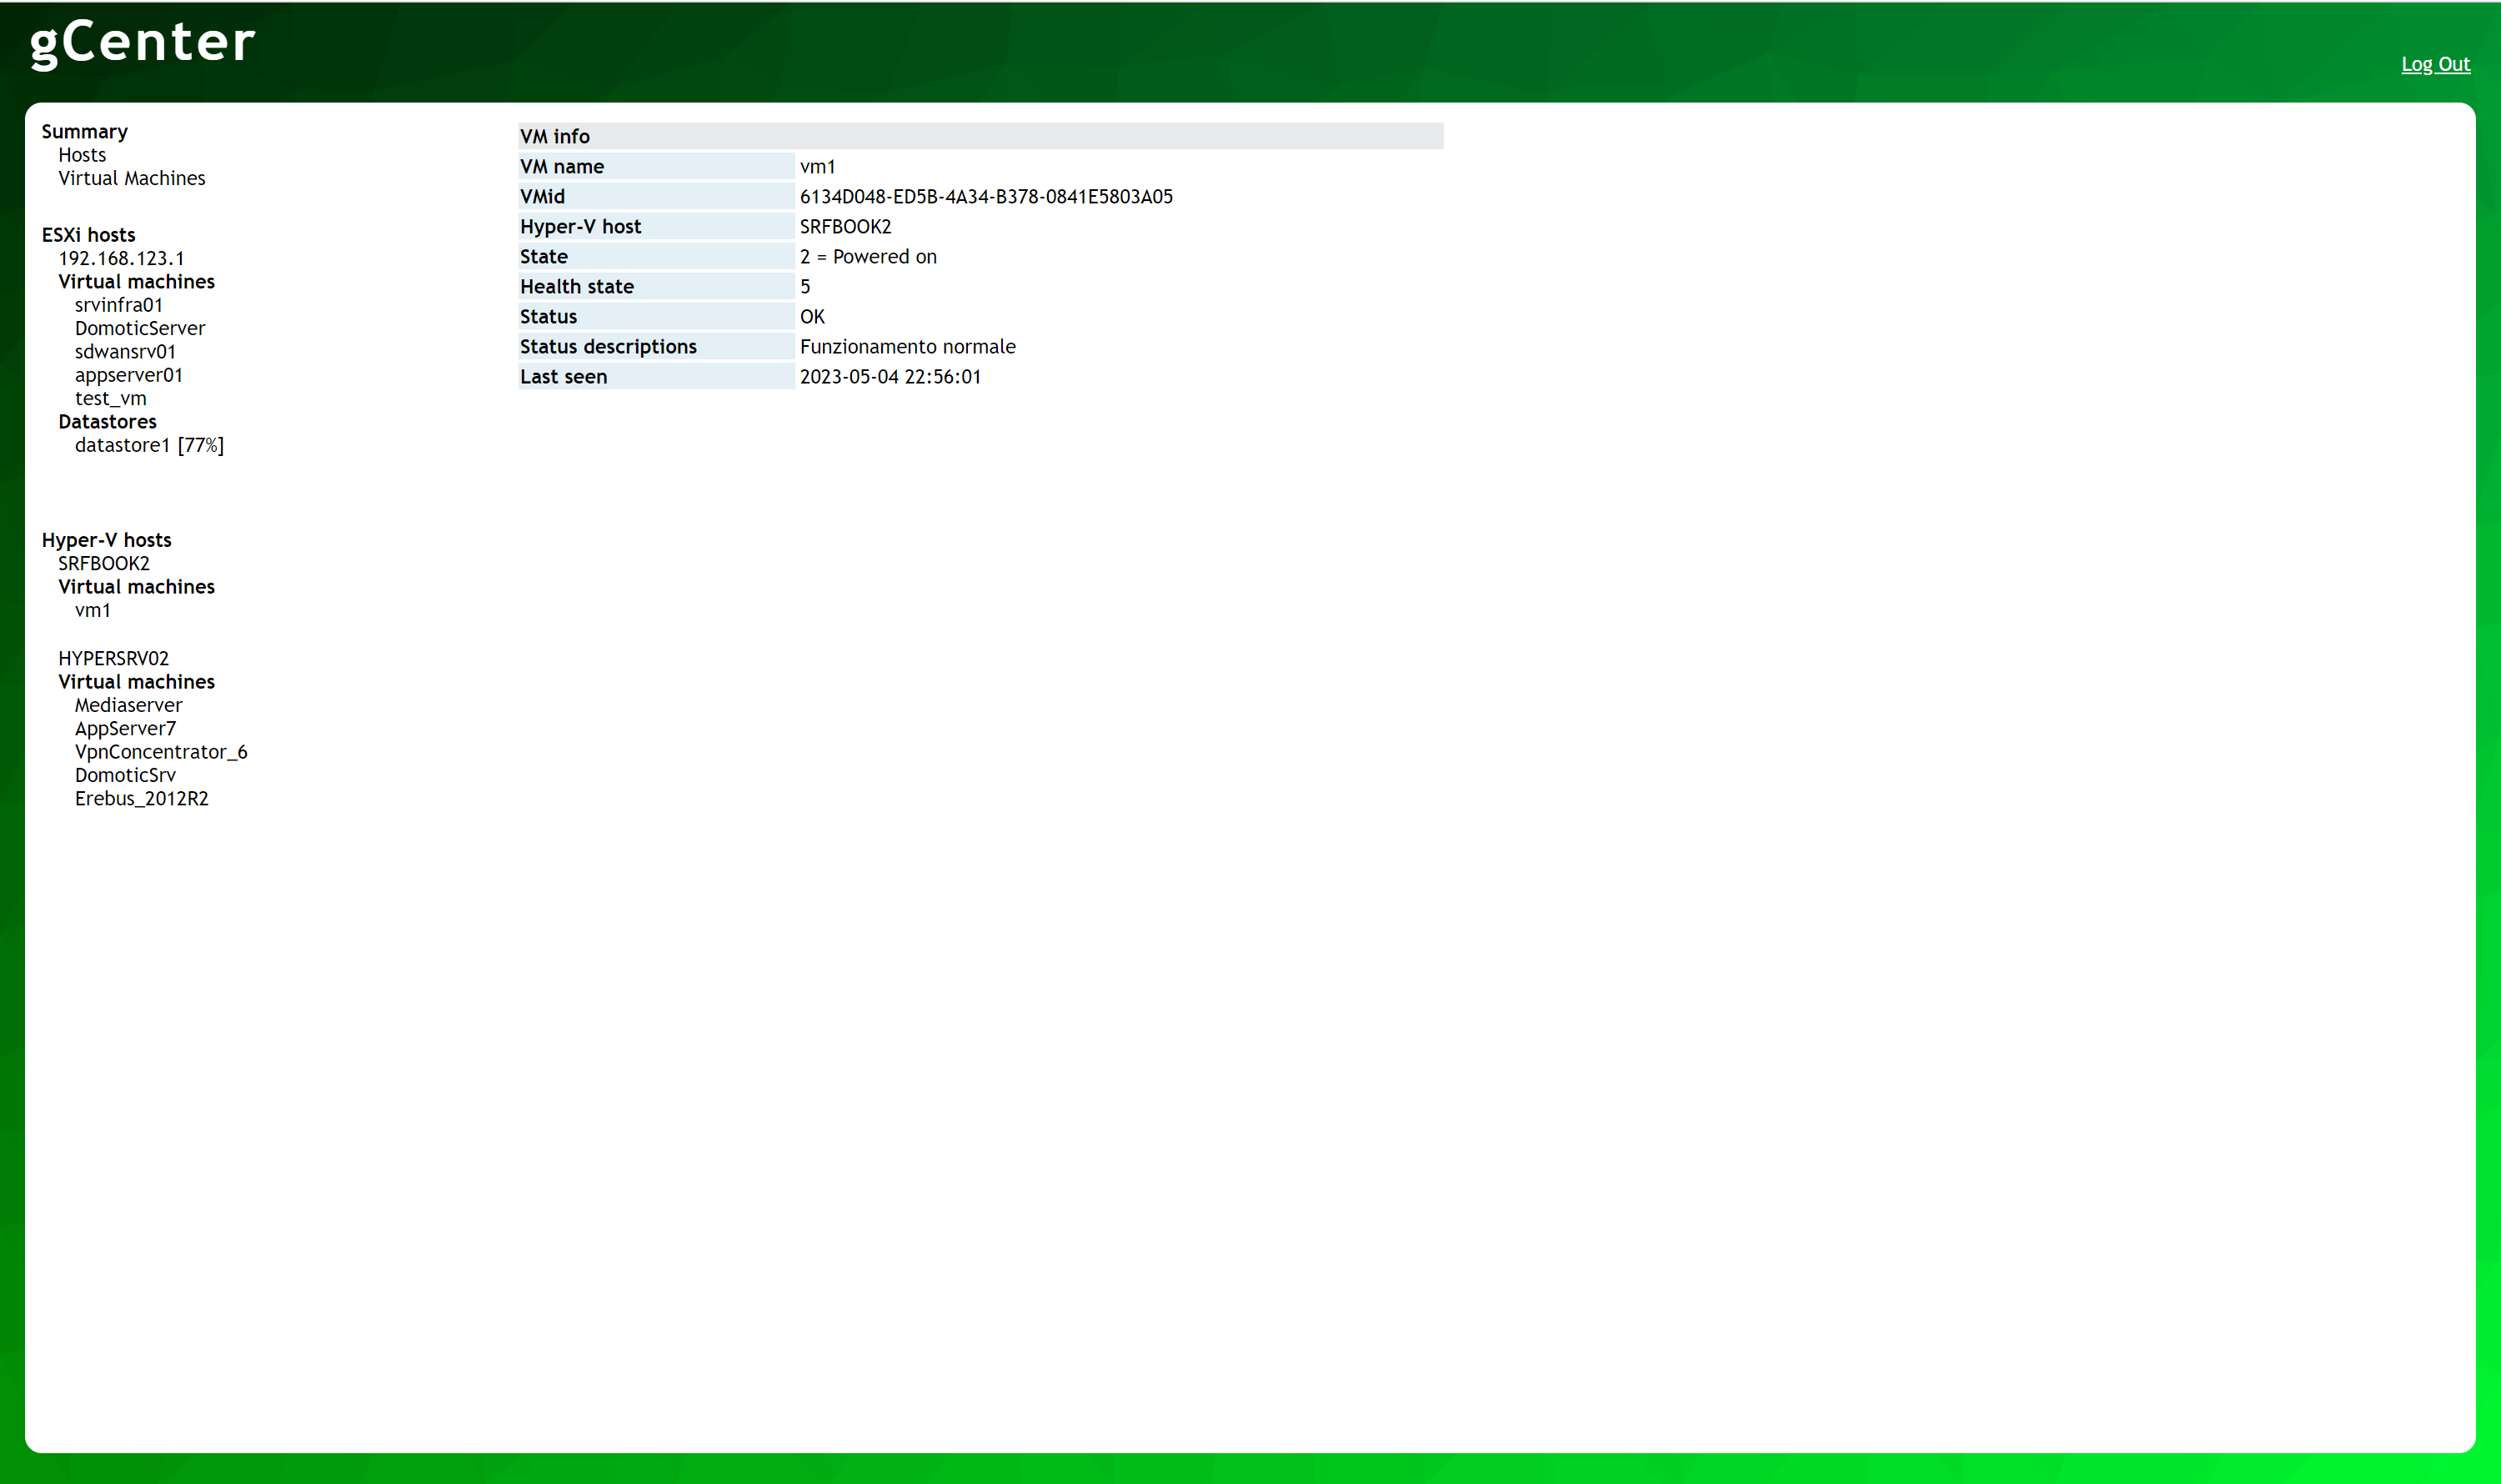 gCenter
Log Out
Summary
Hosts
Virtual Machines
ESXi hosts
192.168.123.1
Virtual machines
srvinfra01
DomoticServer
sdwansrv01
appserver01
test_vm
Datastores
datastore1 [77%]
Hyper-V hosts
SRFBOOK2
Virtual machines
vm1
HYPERSRV02
Virtual machines
Mediaserver
AppServer7
VpnConcentrator_6
DomoticSrv
Erebus_2012R2
VM info
VM name vm1
VMid 6134D048-ED5B-4A34-B378-0841E5803A05
Hyper-V host SRFBOOK2
State 2 = Powered on
Health state 5
Status OK
Status descriptions Funzionamento normale
Last seen 2023-05-04 22:56:01